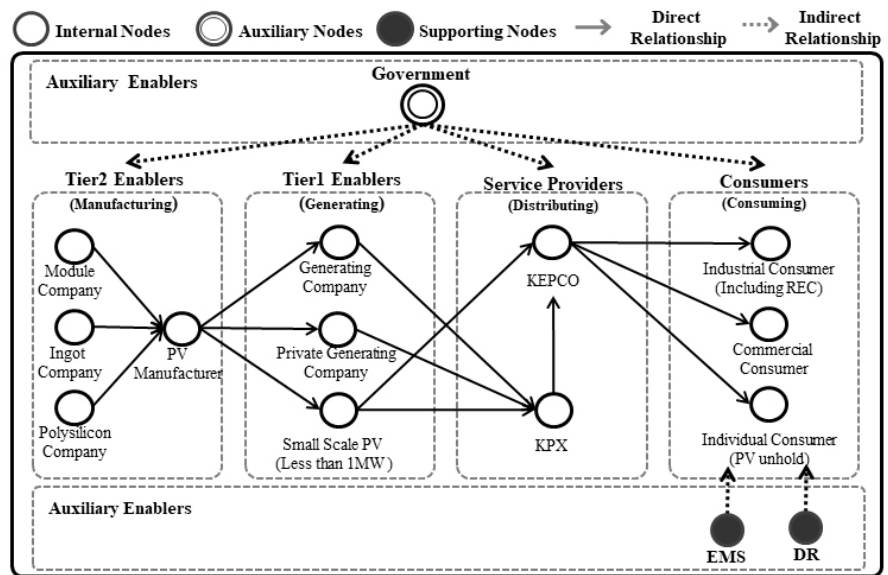 Internal Nodes
Auxiliary Nodes
Supporting Nodes
Direct
Relationship
Indirect
Relationship
Auxiliary Enablers
Government
Tier2 Enablers
(Manufacturing)
Tier1 Enablers
(Generating)
Service Providers
(Distributing)
Consumers
(Consuming)
Module
Company
Ingot
Company
Polysilicon
Company
PV
Manufacturer
Generating
Company
Private Generating
Company
Small Scale PV
(Less than 1MW)
KEPCO
KPX
Industrial Consumer
(Including REC)
Commercial
Consumer
Individual Consumer
(PV unhold)
Auxiliary Enablers
EMS
DR